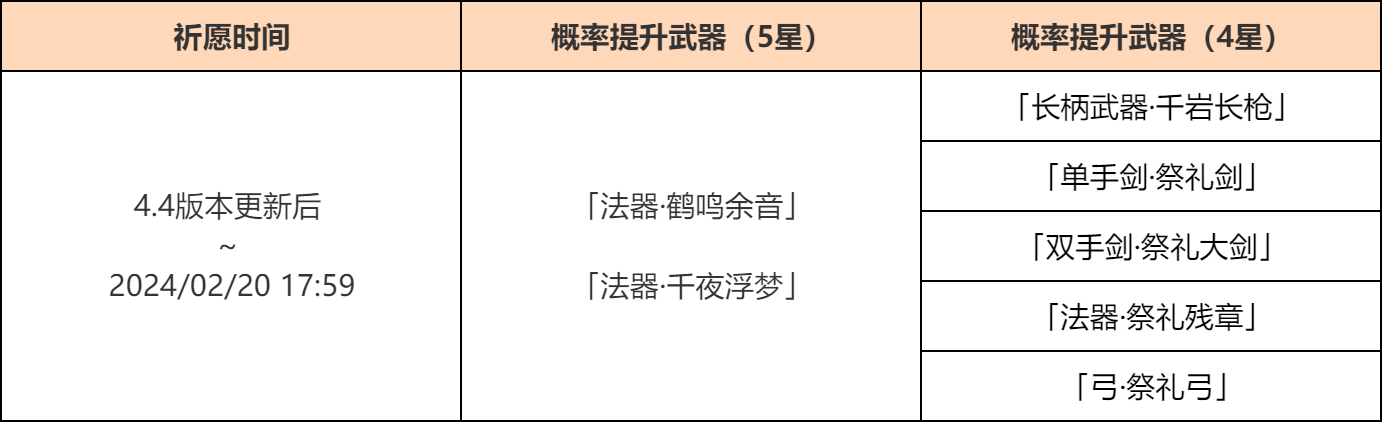 祈愿时间
概率提升武器（5星）
概率提升武器（4星）
4.4版本更新后
~
2024/02/20 17:59
「法器·鹤鸣余音」
「法器·千夜浮梦」
「长柄武器·千岩长枪」
「单手剑·祭礼剑」
「双手剑·祭礼大剑」
「法器·祭礼残章」
「弓·祭礼弓」